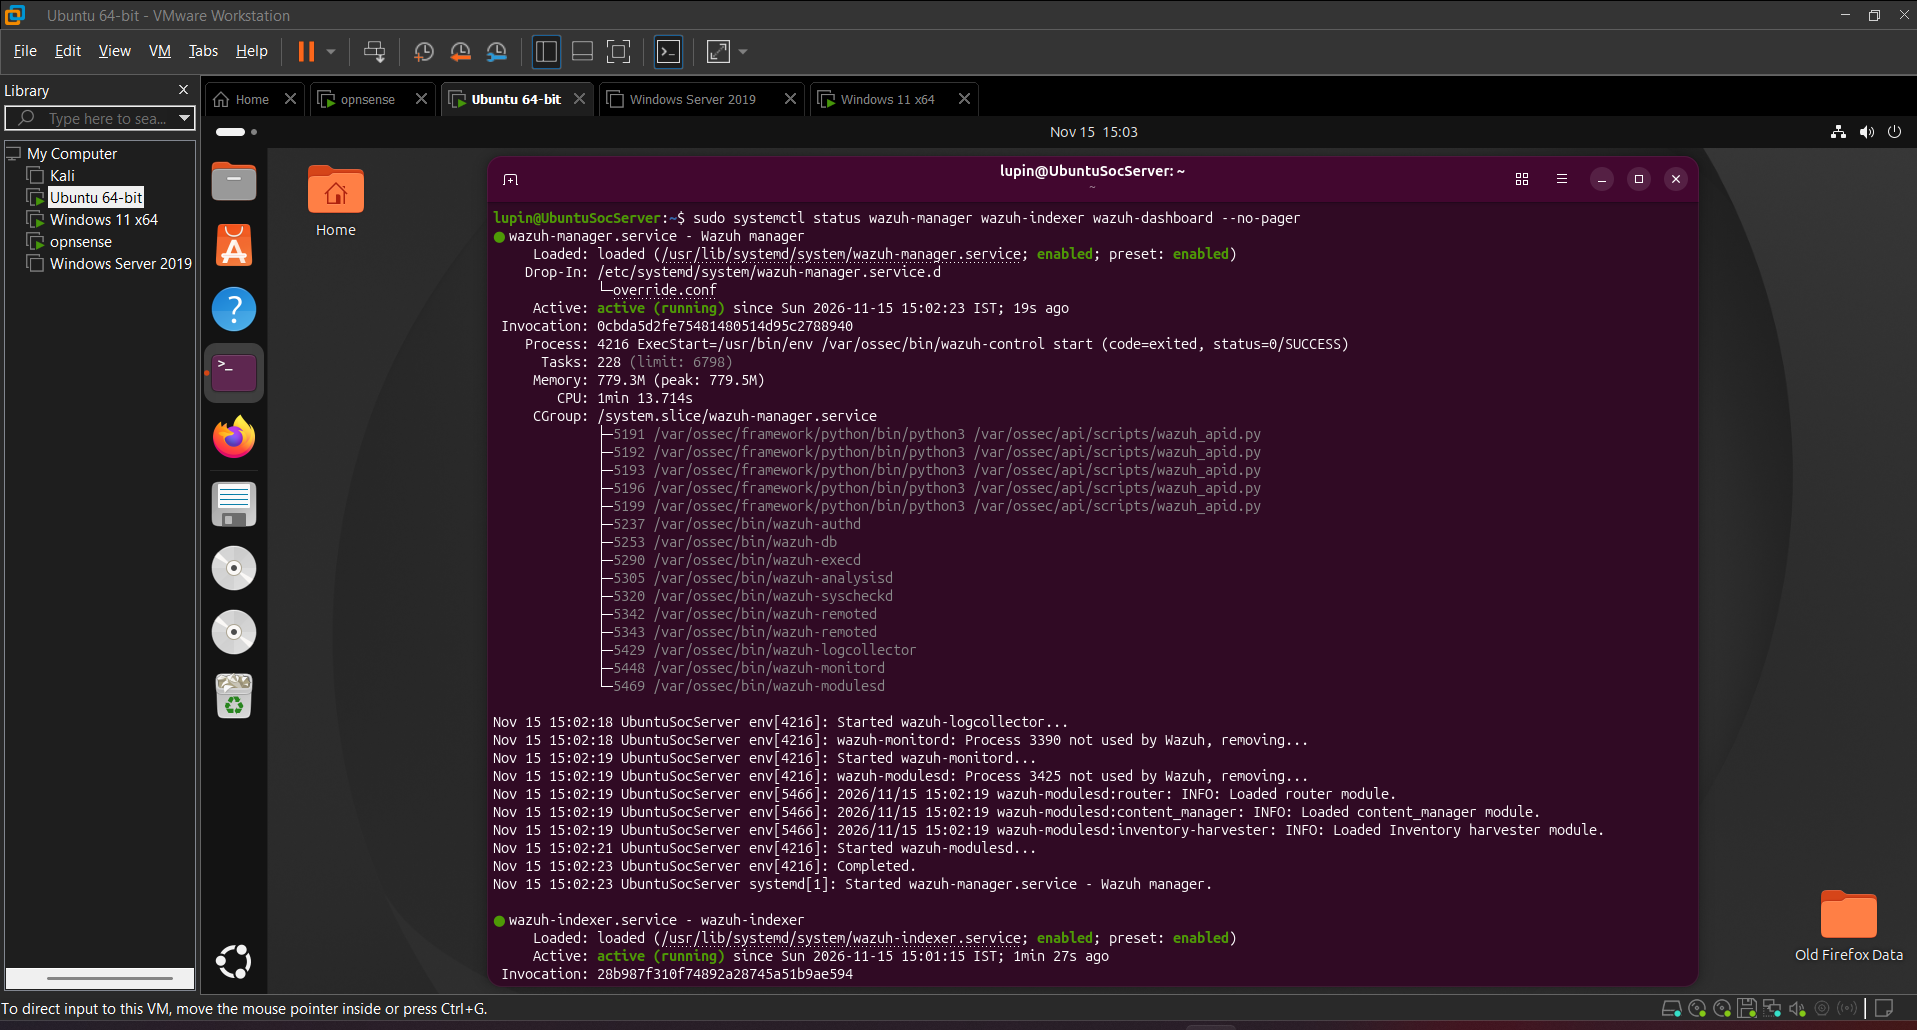 Ubuntu 64-bit - VMware Workstation
File Edit View VM Tabs Help
Library
Type here to sea...
My Computer
Kali
Ubuntu 64-bit
Windows 11 x64
opnsense
Windows Server 2019
Home opnsense Ubuntu 64-bit Windows Server 2019 Windows 11 x64
Nov 15 15:03
Home
lupin@UbuntuSocServer: ~
~
lupin@UbuntuSocServer:~$ sudo systemctl status wazuh-manager wazuh-indexer wazuh-dashboard --no-pager
● wazuh-manager.service - Wazuh manager
Loaded: loaded (/usr/lib/systemd/system/wazuh-manager.service; enabled; preset: enabled)
Drop-In: /etc/systemd/system/wazuh-manager.service.d
└─override.conf
Active: active (running) since Sun 2026-11-15 15:02:23 IST; 19s ago
Invocation: 0cbda5d2fe75481480514d95c2788940
Process: 4216 ExecStart=/usr/bin/env /var/ossec/bin/wazuh-control start (code=exited, status=0/SUCCESS)
Tasks: 228 (limit: 6798)
Memory: 779.3M (peak: 779.5M)
CPU: 1min 13.714s
CGroup: /system.slice/wazuh-manager.service
├─5191 /var/ossec/framework/python/bin/python3 /var/ossec/api/scripts/wazuh_apid.py
├─5192 /var/ossec/framework/python/bin/python3 /var/ossec/api/scripts/wazuh_apid.py
├─5193 /var/ossec/framework/python/bin/python3 /var/ossec/api/scripts/wazuh_apid.py
├─5196 /var/ossec/framework/python/bin/python3 /var/ossec/api/scripts/wazuh_apid.py
├─5199 /var/ossec/framework/python/bin/python3 /var/ossec/api/scripts/wazuh_apid.py
├─5237 /var/ossec/bin/wazuh-authd
├─5253 /var/ossec/bin/wazuh-db
├─5290 /var/ossec/bin/wazuh-execd
├─5305 /var/ossec/bin/wazuh-analysisd
├─5320 /var/ossec/bin/wazuh-syscheckd
├─5342 /var/ossec/bin/wazuh-remoted
├─5343 /var/ossec/bin/wazuh-remoted
├─5429 /var/ossec/bin/wazuh-logcollector
├─5448 /var/ossec/bin/wazuh-monitord
└─5469 /var/ossec/bin/wazuh-modulesd
Nov 15 15:02:18 UbuntuSocServer env[4216]: Started wazuh-logcollector...
Nov 15 15:02:18 UbuntuSocServer env[4216]: wazuh-monitord: Process 3390 not used by Wazuh, removing...
Nov 15 15:02:19 UbuntuSocServer env[4216]: Started wazuh-monitord...
Nov 15 15:02:19 UbuntuSocServer env[4216]: wazuh-modulesd: Process 3425 not used by Wazuh, removing...
Nov 15 15:02:19 UbuntuSocServer env[5466]: 2026/11/15 15:02:19 wazuh-modulesd:router: INFO: Loaded router module.
Nov 15 15:02:19 UbuntuSocServer env[5466]: 2026/11/15 15:02:19 wazuh-modulesd:content_manager: INFO: Loaded content_manager module.
Nov 15 15:02:19 UbuntuSocServer env[5466]: 2026/11/15 15:02:19 wazuh-modulesd:inventory-harvester: INFO: Loaded Inventory harvester module.
Nov 15 15:02:21 UbuntuSocServer env[4216]: Started wazuh-modulesd...
Nov 15 15:02:23 UbuntuSocServer env[4216]: Completed.
Nov 15 15:02:23 UbuntuSocServer systemd[1]: Started wazuh-manager.service - Wazuh manager.
● wazuh-indexer.service - wazuh-indexer
Loaded: loaded (/usr/lib/systemd/system/wazuh-indexer.service; enabled; preset: enabled)
Active: active (running) since Sun 2026-11-15 15:01:15 IST; 1min 27s ago
Invocation: 28b987f310f74892a28745a51b9ae594
Old Firefox Data
To direct input to this VM, move the mouse pointer inside or press Ctrl+G.